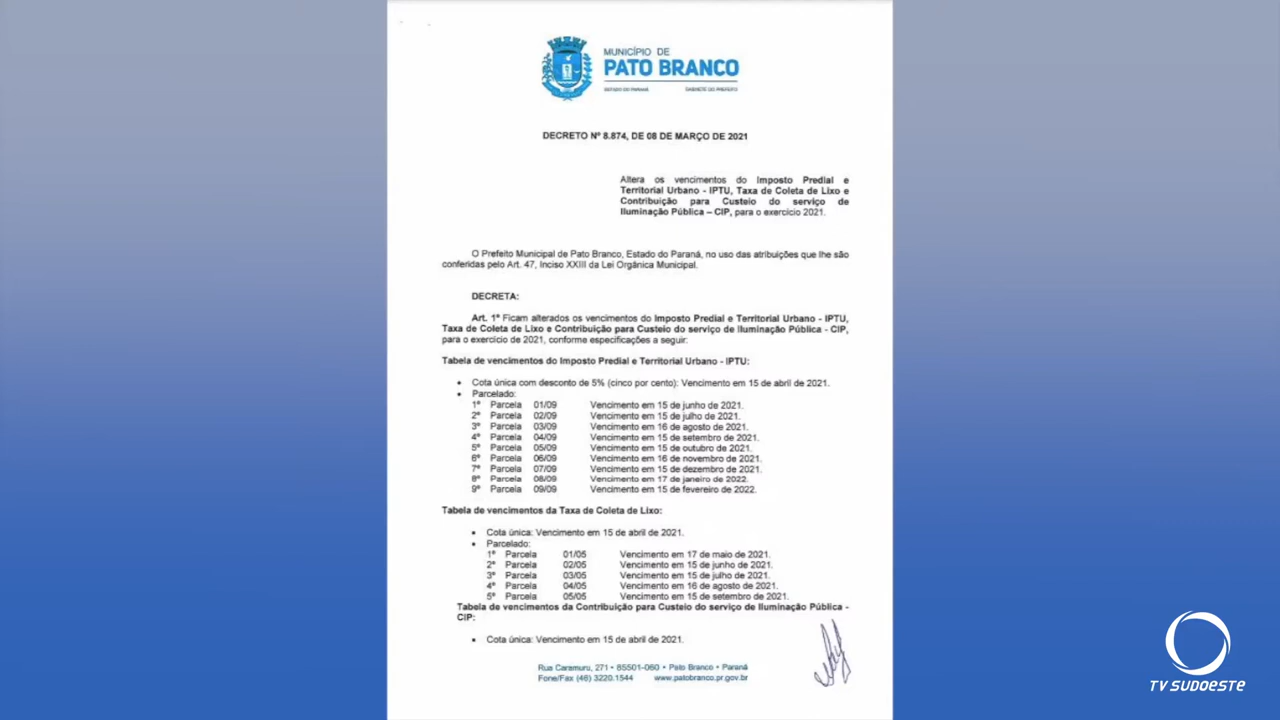 MUNICÍPIO DE
PATO BRANCO
ESTADO DO PARANÁ GABINETE DO PREFEITO
DECRETO Nº 8.874, DE 08 DE MARÇO DE 2021
Altera os vencimentos do Imposto Predial e
Territorial Urbano - IPTU, Taxa de Coleta de Lixo e
Contribuição para Custeio do serviço de
Iluminação Pública – CIP, para o exercício 2021.
O Prefeito Municipal de Pato Branco, Estado do Paraná, no uso das atribuições que lhe são
conferidas pelo Art. 47, Inciso XXIII da Lei Orgânica Municipal.
DECRETA:
Art. 1º Ficam alterados os vencimentos do Imposto Predial e Territorial Urbano - IPTU,
Taxa de Coleta de Lixo e Contribuição para Custeio do serviço de Iluminação Pública - CIP,
para o exercício de 2021, conforme especificações a seguir:
Tabela de vencimentos do Imposto Predial e Territorial Urbano - IPTU:
• Cota única com desconto de 5% (cinco por cento): Vencimento em 15 de abril de 2021.
• Parcelado:
1ª Parcela 01/09 Vencimento em 15 de junho de 2021.
2ª Parcela 02/09 Vencimento em 15 de julho de 2021.
3ª Parcela 03/09 Vencimento em 16 de agosto de 2021.
4ª Parcela 04/09 Vencimento em 15 de setembro de 2021.
5ª Parcela 05/09 Vencimento em 15 de outubro de 2021.
6ª Parcela 06/09 Vencimento em 16 de novembro de 2021.
7ª Parcela 07/09 Vencimento em 15 de dezembro de 2021.
8ª Parcela 08/09 Vencimento em 17 de janeiro de 2022.
9ª Parcela 09/09 Vencimento em 15 de fevereiro de 2022.
Tabela de vencimentos da Taxa de Coleta de Lixo:
• Cota única: Vencimento em 15 de abril de 2021.
• Parcelado:
1ª Parcela 01/05 Vencimento em 17 de maio de 2021.
2ª Parcela 02/05 Vencimento em 15 de junho de 2021.
3ª Parcela 03/05 Vencimento em 15 de julho de 2021.
4ª Parcela 04/05 Vencimento em 16 de agosto de 2021.
5ª Parcela 05/05 Vencimento em 15 de setembro de 2021.
Tabela de vencimentos da Contribuição para Custeio do serviço de Iluminação Pública -
CIP:
• Cota única: Vencimento em 15 de abril de 2021.
Rua Caramuru, 271 • 85501-060 • Pato Branco • Paraná
Fone/Fax (46) 3220.1544 www.patobranco.pr.gov.br
TV SUDOESTE